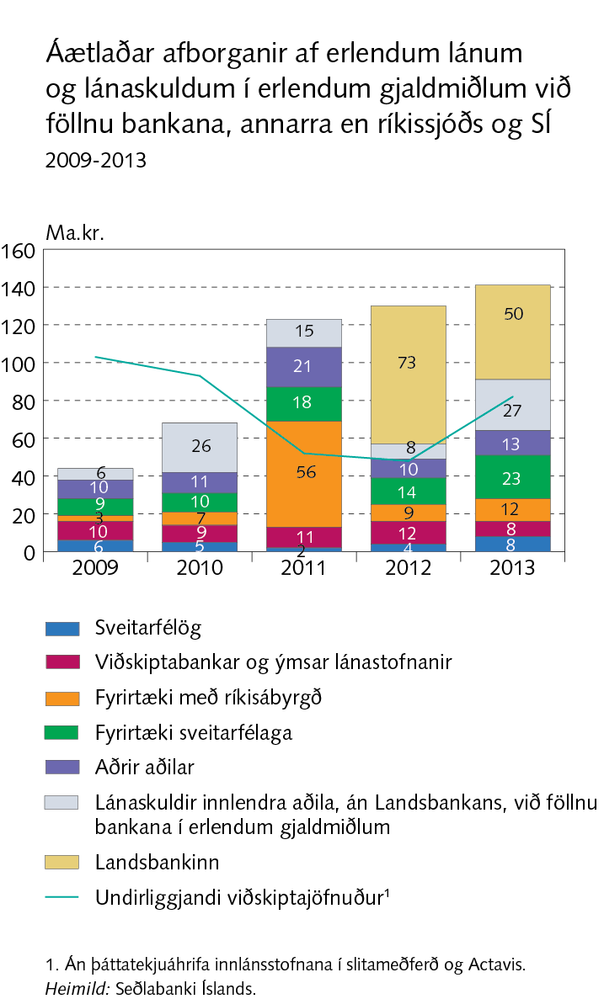 Áætlaðar afborganir af erlendum lánum
og lánaskuldum í erlendum gjaldmiðlum við
föllnu bankana, annarra en ríkissjóðs og SÍ
2009-2013
Ma.kr.
160
140
120
100
80
60
40
20
0
6
10
9
3
10
6
26
11
10
7
9
5
15
21
18
56
11
2
73
8
10
14
9
12
4
50
27
13
23
12
8
8
2009 2010 2011 2012 2013
Sveitarfélög
Viðskiptabankar og ýmsar lánastofnanir
Fyrirtæki með ríkisábyrgð
Fyrirtæki sveitarfélaga
Aðrir aðilar
Lánaskuldir innlendra aðila, án Landsbankans, við föllnu
bankana í erlendum gjaldmiðlum
Landsbankinn
Undirliggjandi viðskiptajöfnuður¹
1. Án þáttatekjuáhrifa innlánsstofnana í slitameðferð og Actavis.
Heimild: Seðlabanki Íslands.